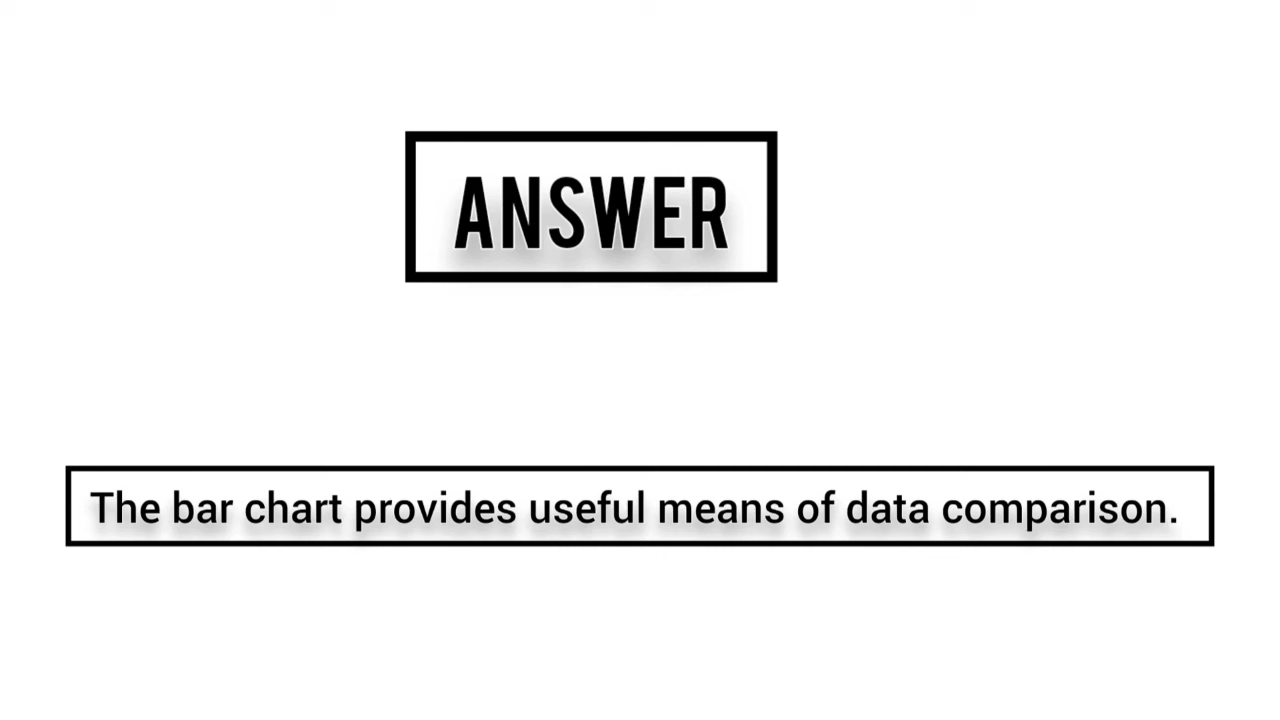 ANSWER
The bar chart provides useful means of data comparison.